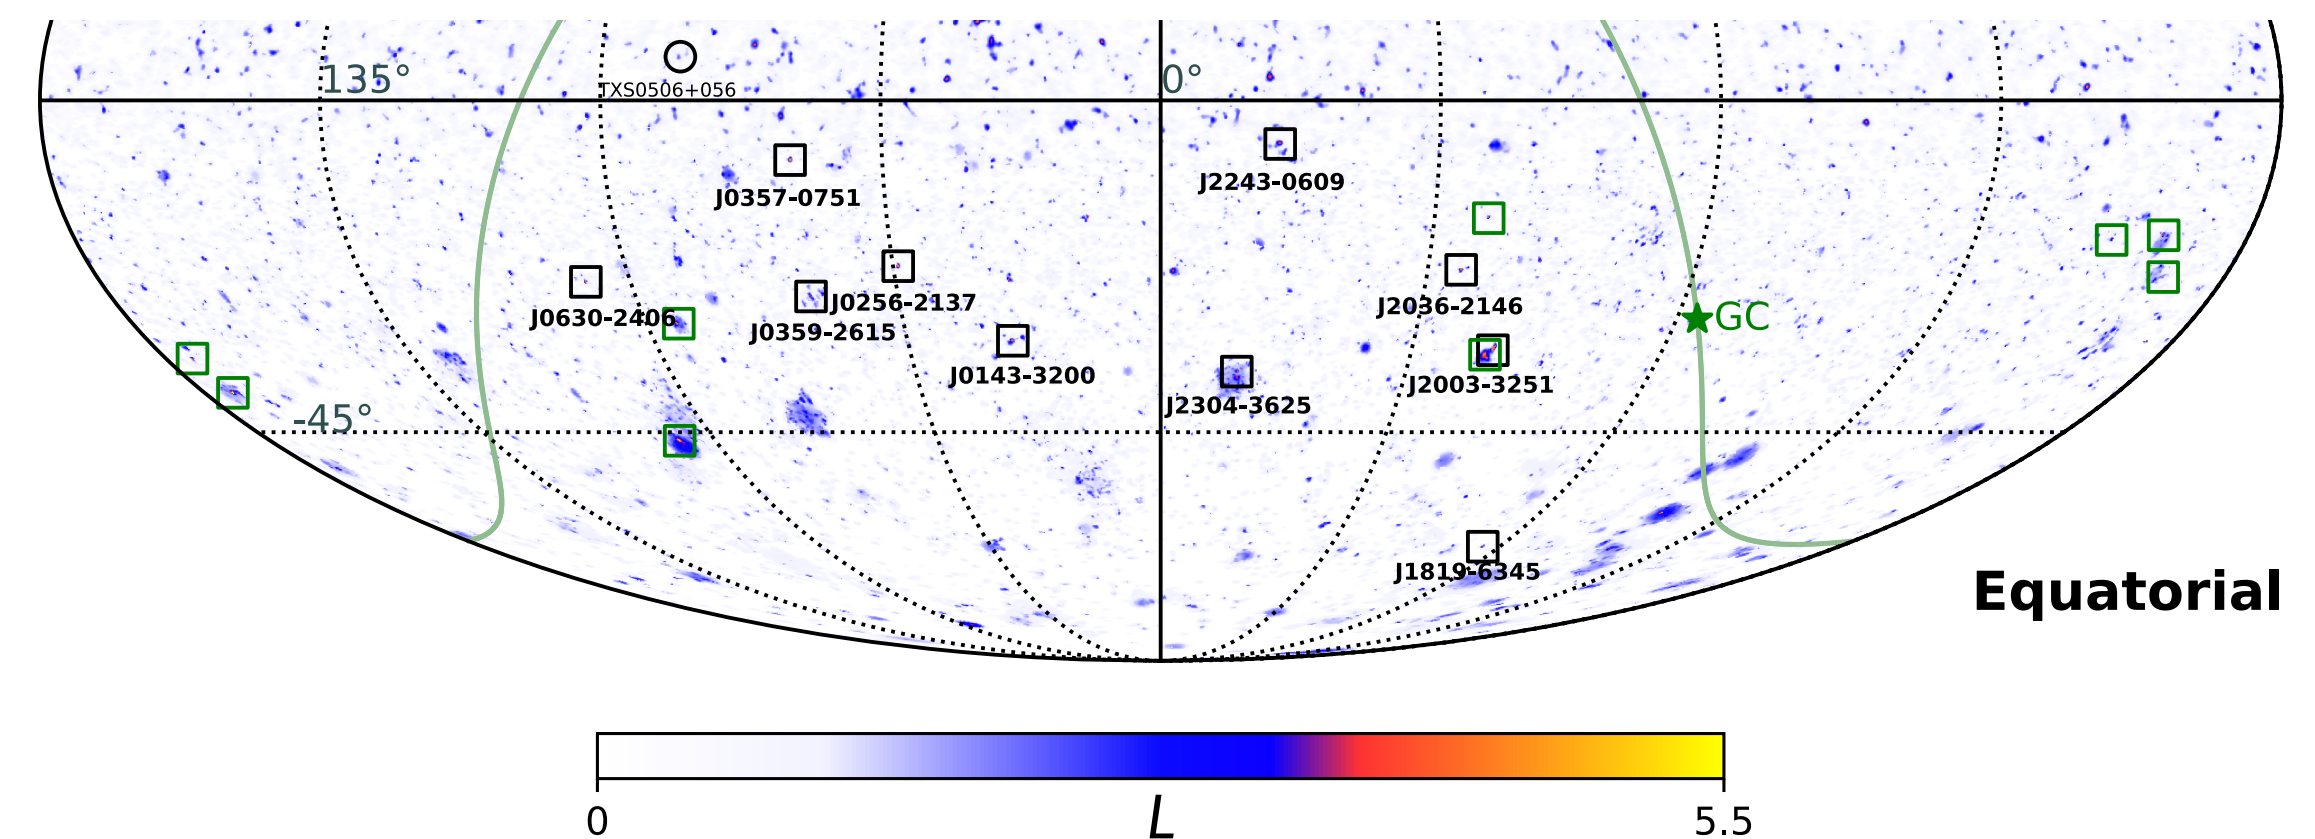 135°
0°
TXS0506+056
J2243-0609
J0357-0751
J0256-2137
J2036-2146
J0630-2406
GC
J0359-2615
J0143-3200
J2003-3251
J2304-3625
-45°
J1819-6345
Equatorial
0
L
5.5